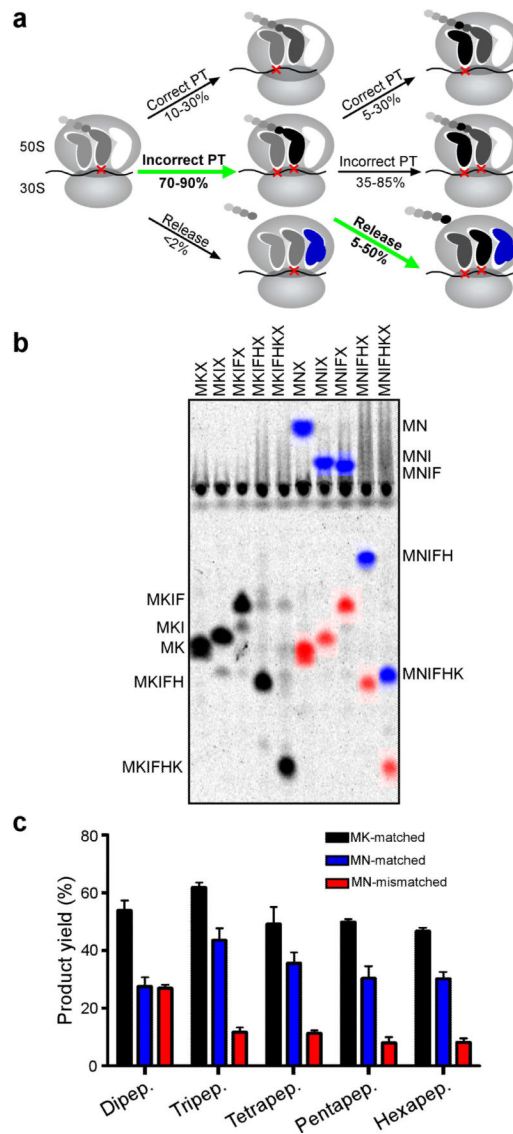 a
Correct PT
10-30%
Correct PT
5-30%
50S
30S
Incorrect PT
70-90%
Incorrect PT
35-85%
Release
<2%
Release
5-50%
b
MKX
MKIX
MKIFX
MKIFHX
MKIFHKX
MNX
MNIX
MNIFX
MNIFHX
MNIFHKX
MN
MNI
MNIF
MNIFH
MKIF
MKI
MK
MKIFH
MNIFHK
MKIFHK
c
Product yield (%)
80
60
40
20
0
MK-matched
MN-matched
MN-mismatched
Dipep.
Tripep.
Tetrapep.
Pentapep.
Hexapep.